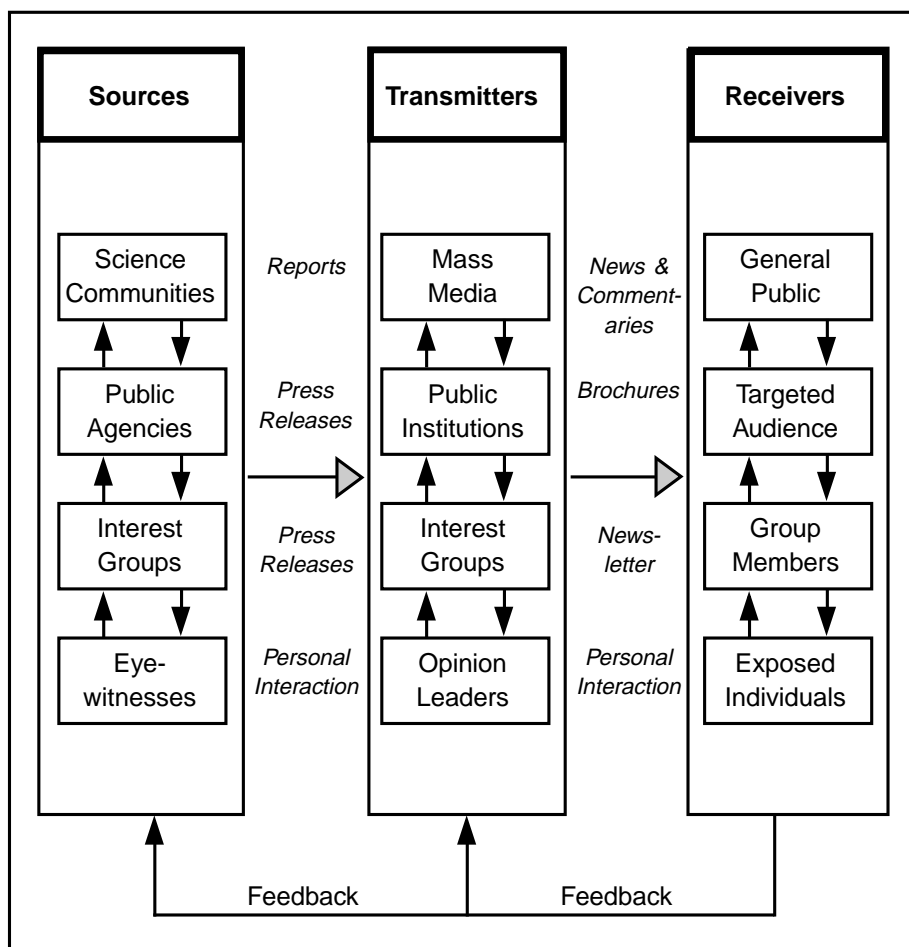 Sources
Transmitters
Receivers
Science
Communities
Reports
Mass
Media
News &
Comment-
aries
General
Public
Public
Agencies
Press
Releases
Public
Institutions
Brochures
Targeted
Audience
Interest
Groups
Press
Releases
Interest
Groups
News-
letter
Group
Members
Eye-
witnesses
Personal
Interaction
Opinion
Leaders
Personal
Interaction
Exposed
Individuals
Feedback
Feedback